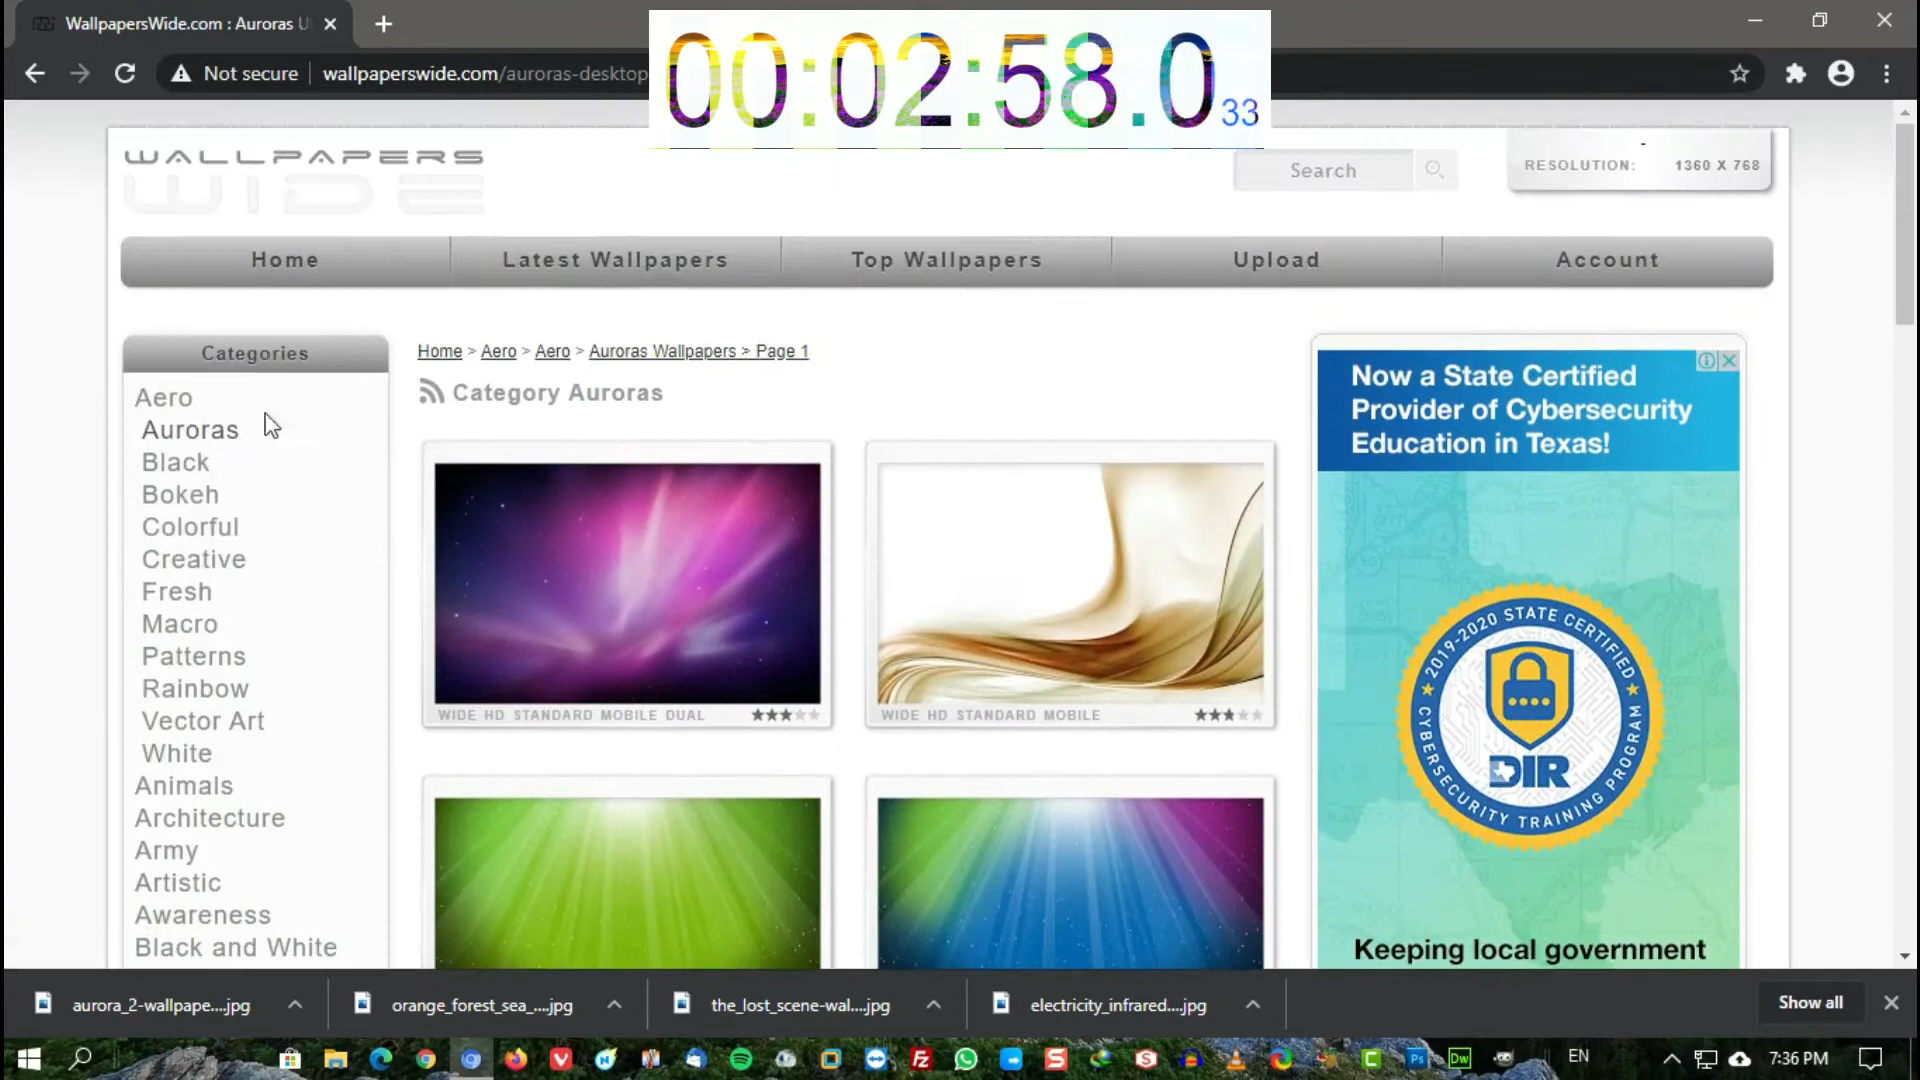 WallpapersWide.com : Auroras U
00:02:58.033
Not secure
wallpaperswide.com/auroras-desktop
WALLPAPERS
WIDE
Search
RESOLUTION: 1360 X 768
Home
Latest Wallpapers
Top Wallpapers
Upload
Account
Categories
Aero
Auroras
Black
Bokeh
Colorful
Creative
Fresh
Macro
Patterns
Rainbow
Vector Art
White
Animals
Architecture
Army
Artistic
Awareness
Black and White
Home > Aero > Aero > Auroras Wallpapers > Page 1
Category Auroras
WIDE HD STANDARD MOBILE DUAL
WIDE HD STANDARD MOBILE
Now a State Certified
Provider of Cybersecurity
Education in Texas!
2019-2020 STATE CERTIFIED
CYBERSECURITY TRAINING PROGRAM
DIR
Keeping local government
aurora_2-wallpape....jpg
orange_forest_sea_....jpg
the_lost_scene-wal....jpg
electricity_infrared....jpg
Show all
Ps
Dw
EN
7:36 PM